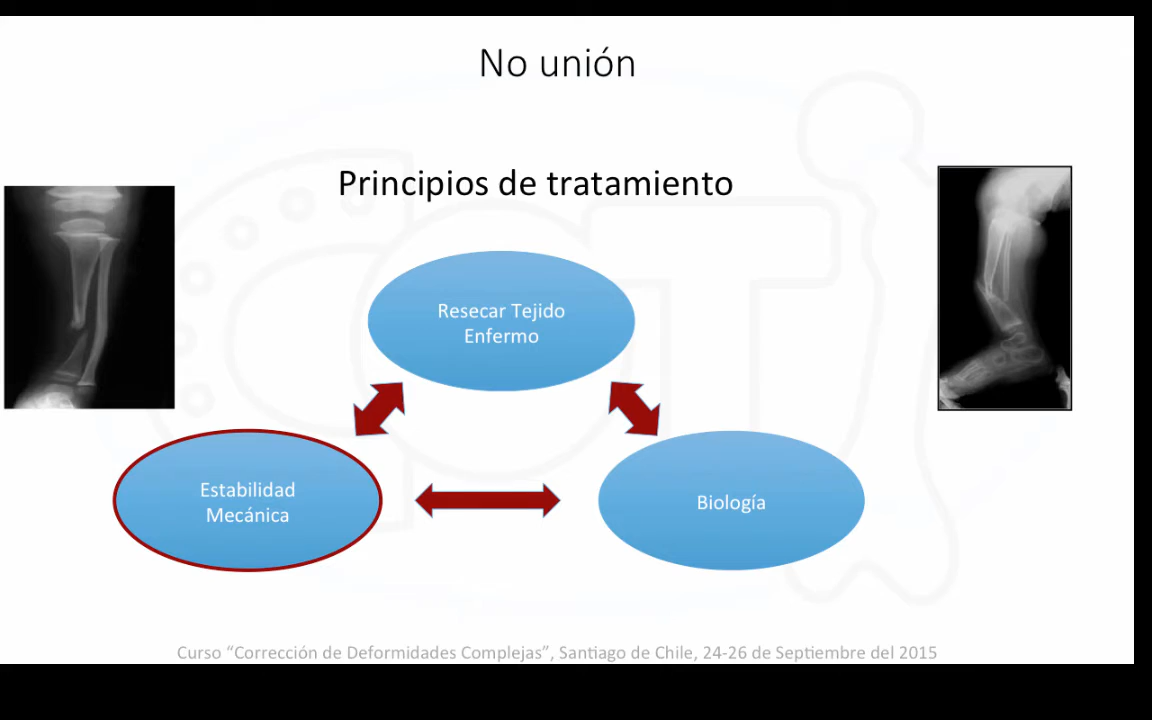 No unión
Principios de tratamiento
Resecar Tejido
Enfermo
Estabilidad
Mecánica
Biología
Curso “Corrección de Deformidades Complejas”, Santiago de Chile, 24-26 de Septiembre del 2015